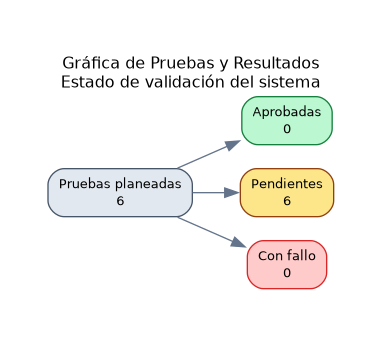 Gráfica de Pruebas y Resultados
Estado de validación del sistema
Aprobadas
0
Pruebas planeadas
6
Pendientes
6
Con fallo
0